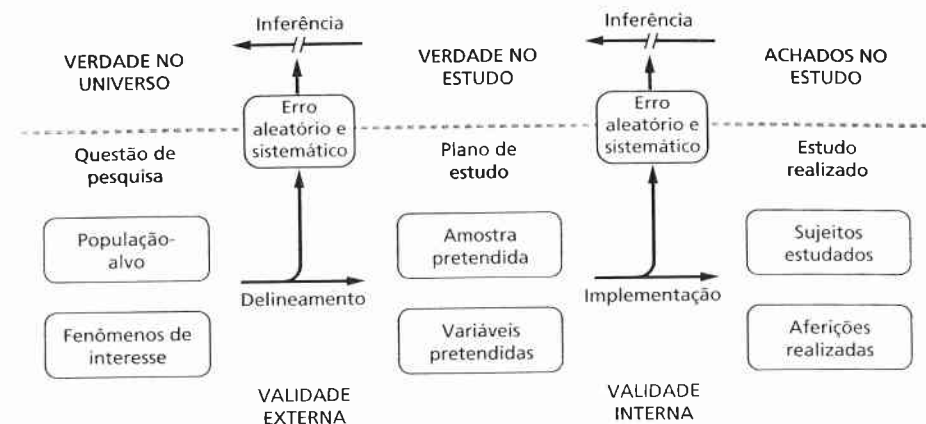 Inferência
Inferência
VERDADE NO
UNIVERSO
VERDADE NO
ESTUDO
ACHADOS NO
ESTUDO
Erro
aleatório e
sistemático
Erro
aleatório e
sistemático
Questão de
pesquisa
Plano de
estudo
Estudo
realizado
População-
alvo
Amostra
pretendida
Sujeitos
estudados
Delineamento
Implementação
Fenômenos de
interesse
Variáveis
pretendidas
Aferições
realizadas
VALIDADE
EXTERNA
VALIDADE
INTERNA